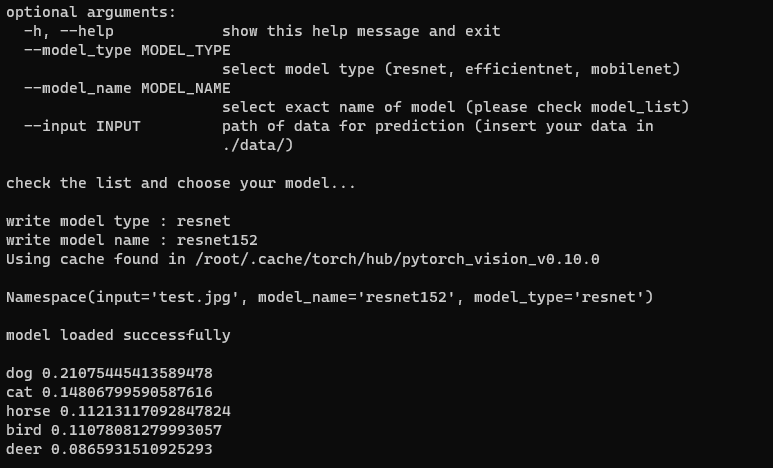 optional arguments:
  -h, --help            show this help message and exit
  --model_type MODEL_TYPE
                        select model type (resnet, efficientnet, mobilenet)
  --model_name MODEL_NAME
                        select exact name of model (please check model_list)
  --input INPUT         path of data for prediction (insert your data in
                        ./data/)
check the list and choose your model...
write model type : resnet
write model name : resnet152
Using cache found in /root/.cache/torch/hub/pytorch_vision_v0.10.0
Namespace(input='test.jpg', model_name='resnet152', model_type='resnet')
model loaded successfully
dog 0.21075445413589478
cat 0.14806799590587616
horse 0.11213117092847824
bird 0.11078081279993057
deer 0.0865931510925293